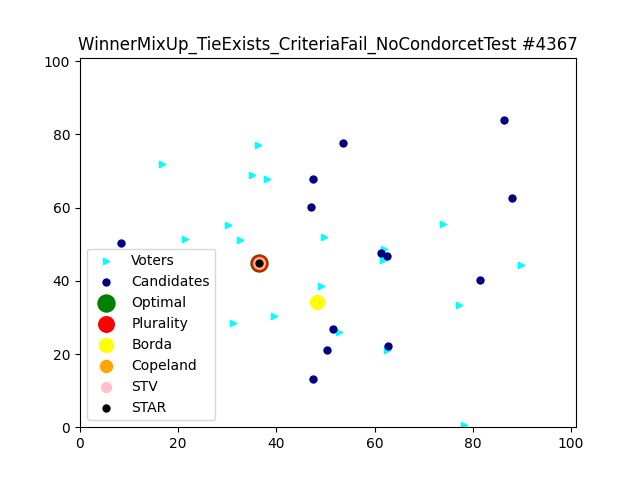 WinnerMixUp_TieExists_CriteriaFail_NoCondorcetTest #4367
100
80
60
40
20
0
Voters
Candidates
Optimal
Plurality
Borda
Copeland
STV
STAR
0 20 40 60 80 100